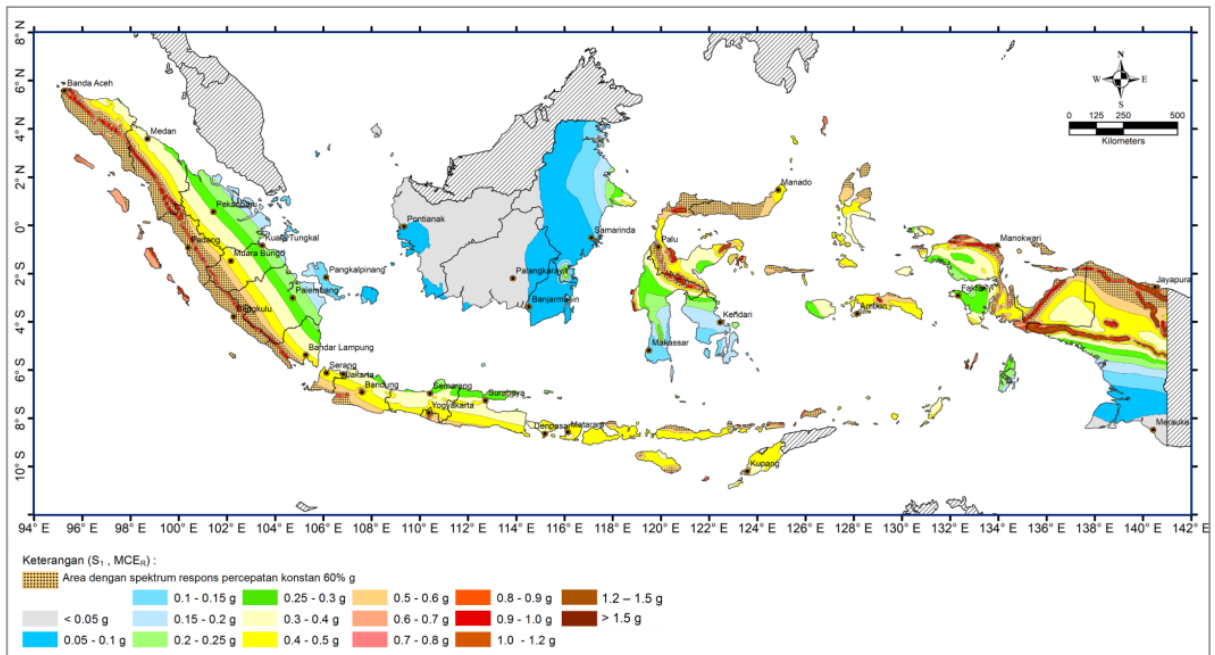 8° N
6° N
4° N
2° N
0°
2° S
4° S
6° S
8° S
10° S
N
W E
S
0 125 250 500
Kilometers
Banda Aceh
Medan
Pekanbaru
Kuala Tungkal
Padang
Muara Bungo
Pangkalpinang
Palembang
Bengkulu
Bandar Lampung
Serang
Jakarta
Bandung
Semarang
Surabaya
Yogyakarta
Denpasar
Mataram
Kupang
Pontianak
Samarinda
Palangkaraya
Banjarmasin
Manado
Palu
Kendari
Makassar
Ambon
Manokwari
Fakfak
Jayapura
Merauke
94° E 96° E 98° E 100° E 102° E 104° E 106° E 108° E 110° E 112° E 114° E 116° E 118° E 120° E 122° E 124° E 126° E 128° E 130° E 132° E 134° E 136° E 138° E 140° E 142° E
Keterangan (S₁ , MCE_R) :
Area dengan spektrum respons percepatan konstan 60% g
0.1 - 0.15 g 0.25 - 0.3 g 0.5 - 0.6 g 0.8 - 0.9 g 1.2 – 1.5 g
< 0.05 g 0.15 - 0.2 g 0.3 - 0.4 g 0.6 - 0.7 g 0.9 - 1.0 g > 1.5 g
0.05 - 0.1 g 0.2 - 0.25 g 0.4 - 0.5 g 0.7 - 0.8 g 1.0 - 1.2 g